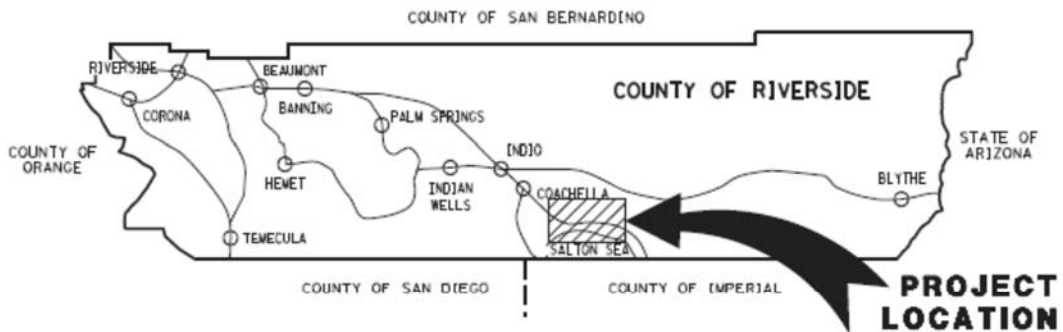 COUNTY OF SAN BERNARDINO
RIVERSIDE
BEAUMONT
COUNTY OF RIVERSIDE
CORONA
BANNING
PALM SPRINGS
STATE OF
ARIZONA
COUNTY OF
ORANGE
INDIO
HEMET
INDIAN
WELLS
COACHELLA
BLYTHE
TEMECULA
SALTON SEA
COUNTY OF SAN DIEGO
COUNTY OF IMPERIAL
PROJECT
LOCATION